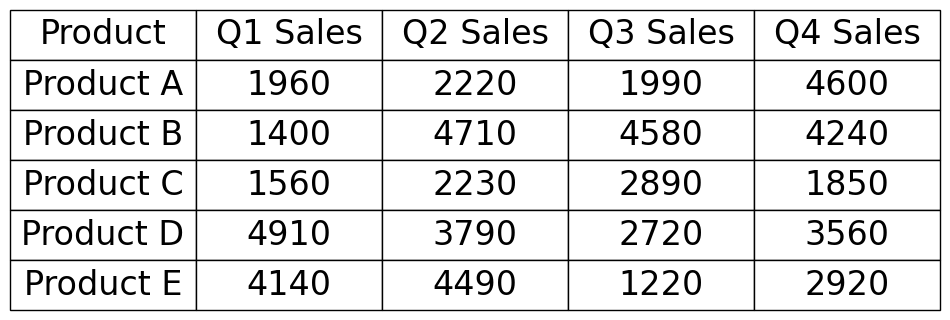 Product Q1 Sales Q2 Sales Q3 Sales Q4 Sales
Product A 1960 2220 1990 4600
Product B 1400 4710 4580 4240
Product C 1560 2230 2890 1850
Product D 4910 3790 2720 3560
Product E 4140 4490 1220 2920